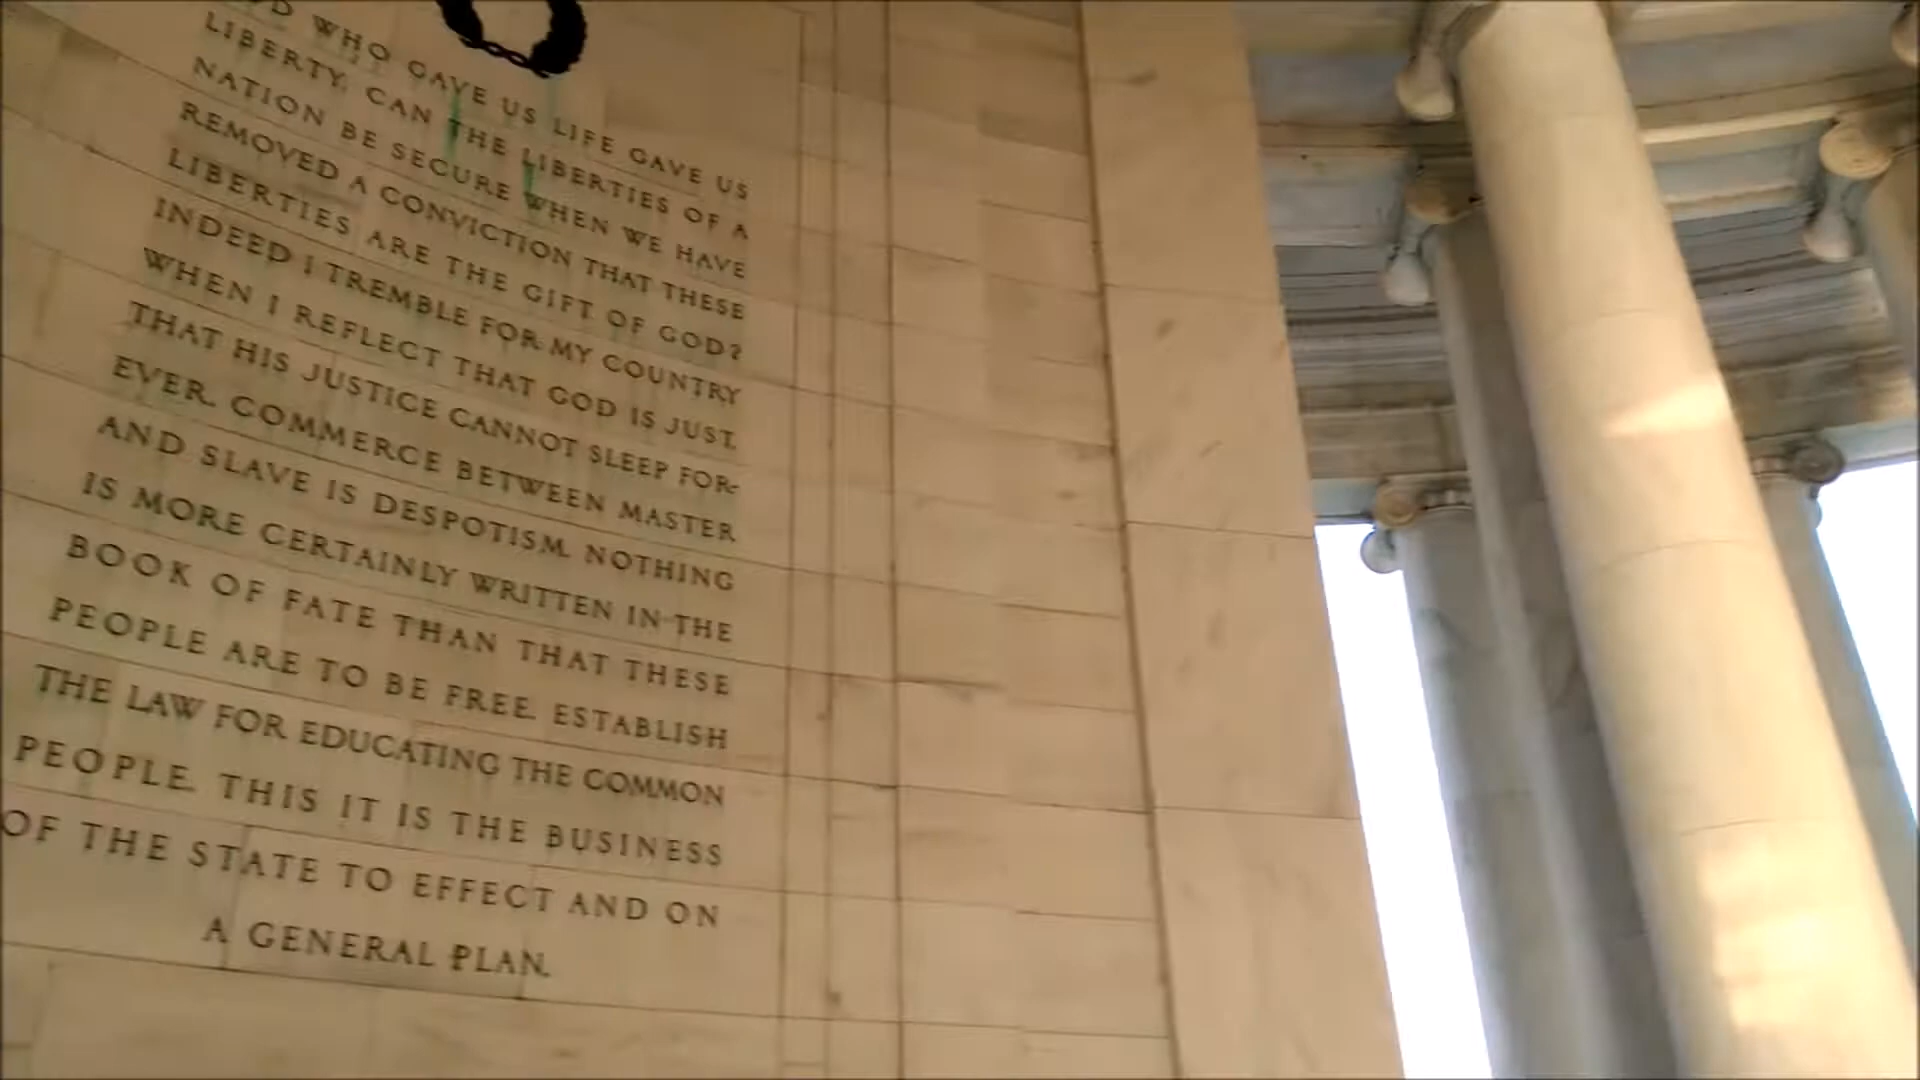 WHO GAVE US LIFE GAVE US
LIBERTY. CAN THE LIBERTIES OF A
NATION BE SECURE WHEN WE HAVE
REMOVED A CONVICTION THAT THESE
LIBERTIES ARE THE GIFT OF GOD?
INDEED I TREMBLE FOR MY COUNTRY
WHEN I REFLECT THAT GOD IS JUST,
THAT HIS JUSTICE CANNOT SLEEP FOR-
EVER. COMMERCE BETWEEN MASTER
AND SLAVE IS DESPOTISM. NOTHING
IS MORE CERTAINLY WRITTEN IN THE
BOOK OF FATE THAN THAT THESE
PEOPLE ARE TO BE FREE. ESTABLISH
THE LAW FOR EDUCATING THE COMMON
PEOPLE. THIS IT IS THE BUSINESS
OF THE STATE TO EFFECT AND ON
A GENERAL PLAN.